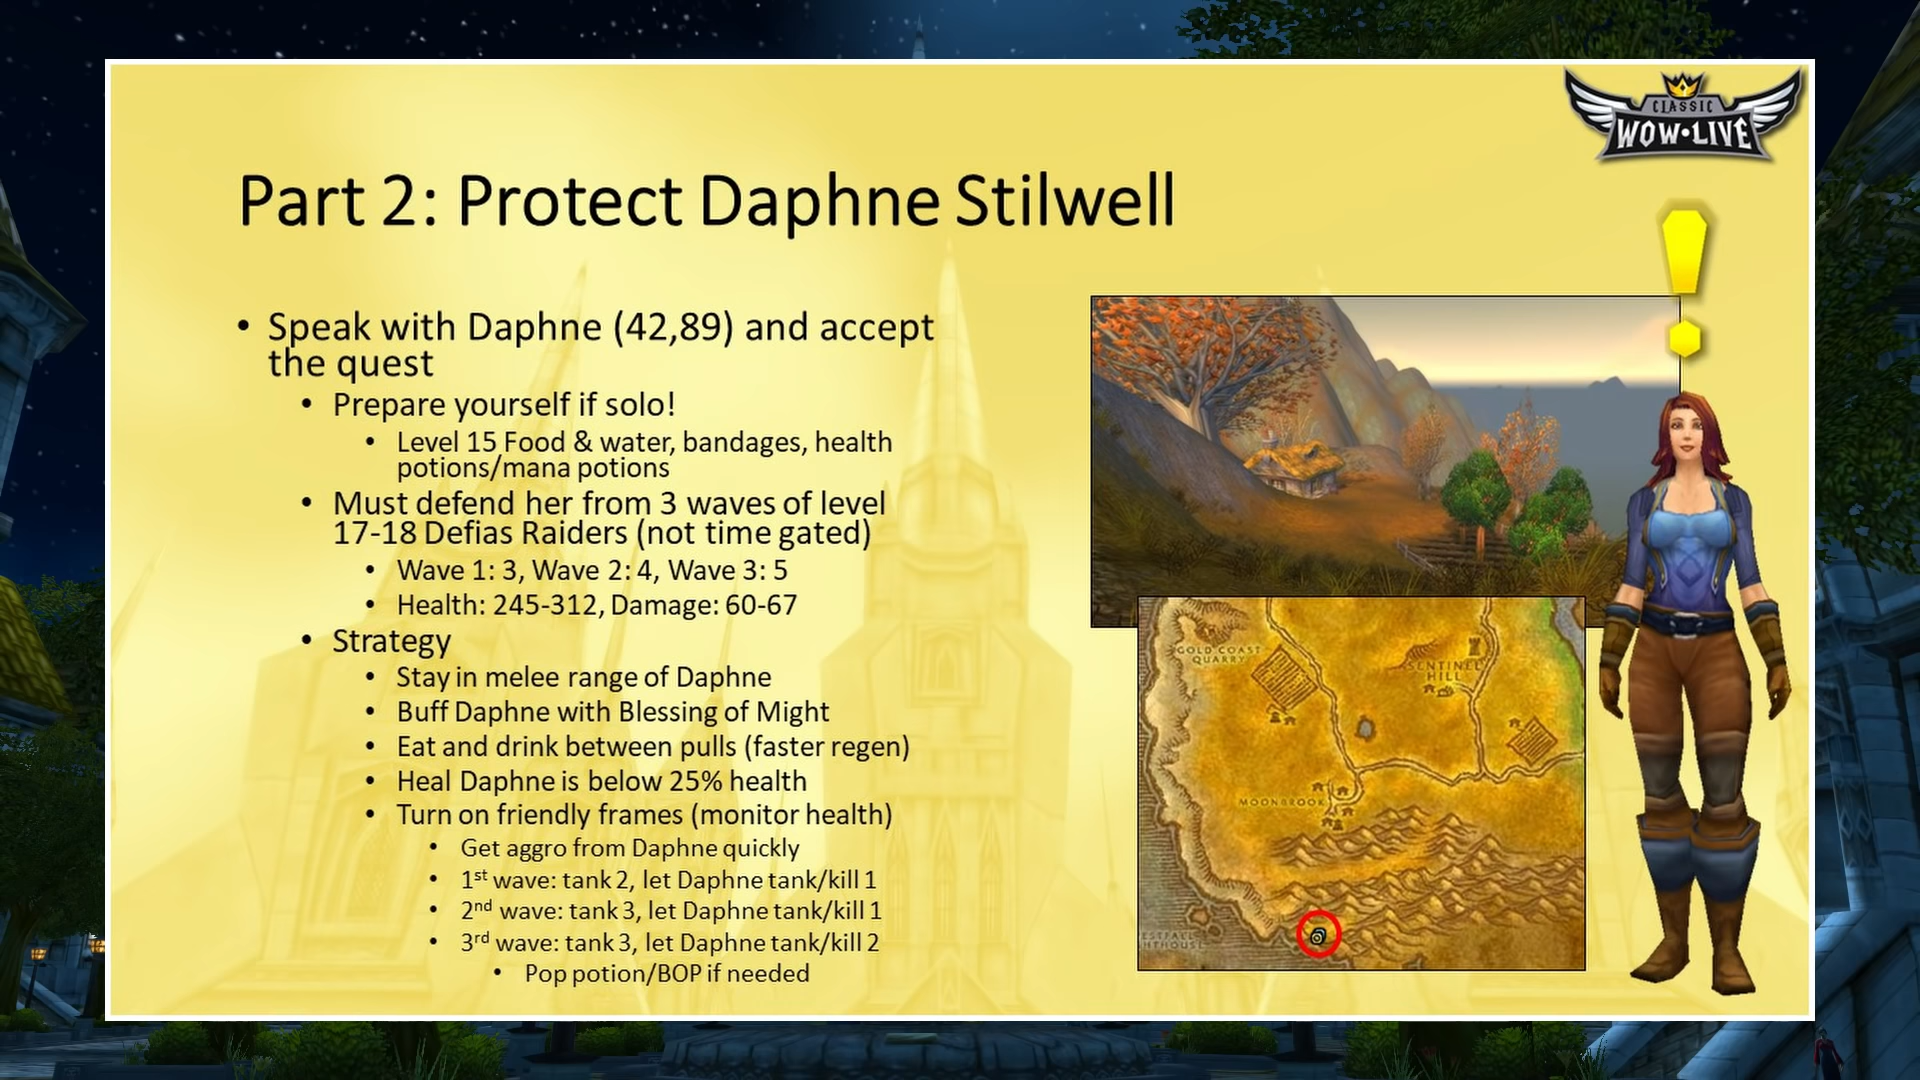 CLASSIC
WOW•LIVE
Part 2: Protect Daphne Stilwell
• Speak with Daphne (42,89) and accept
the quest
• Prepare yourself if solo!
• Level 15 Food & water, bandages, health
potions/mana potions
• Must defend her from 3 waves of level
17-18 Defias Raiders (not time gated)
• Wave 1: 3, Wave 2: 4, Wave 3: 5
• Health: 245-312, Damage: 60-67
• Strategy
• Stay in melee range of Daphne
• Buff Daphne with Blessing of Might
• Eat and drink between pulls (faster regen)
• Heal Daphne is below 25% health
• Turn on friendly frames (monitor health)
• Get aggro from Daphne quickly
• 1st wave: tank 2, let Daphne tank/kill 1
• 2nd wave: tank 3, let Daphne tank/kill 1
• 3rd wave: tank 3, let Daphne tank/kill 2
• Pop potion/BOP if needed
GOLD COAST
QUARRY
SENTINEL
HILL
MOONBROOK